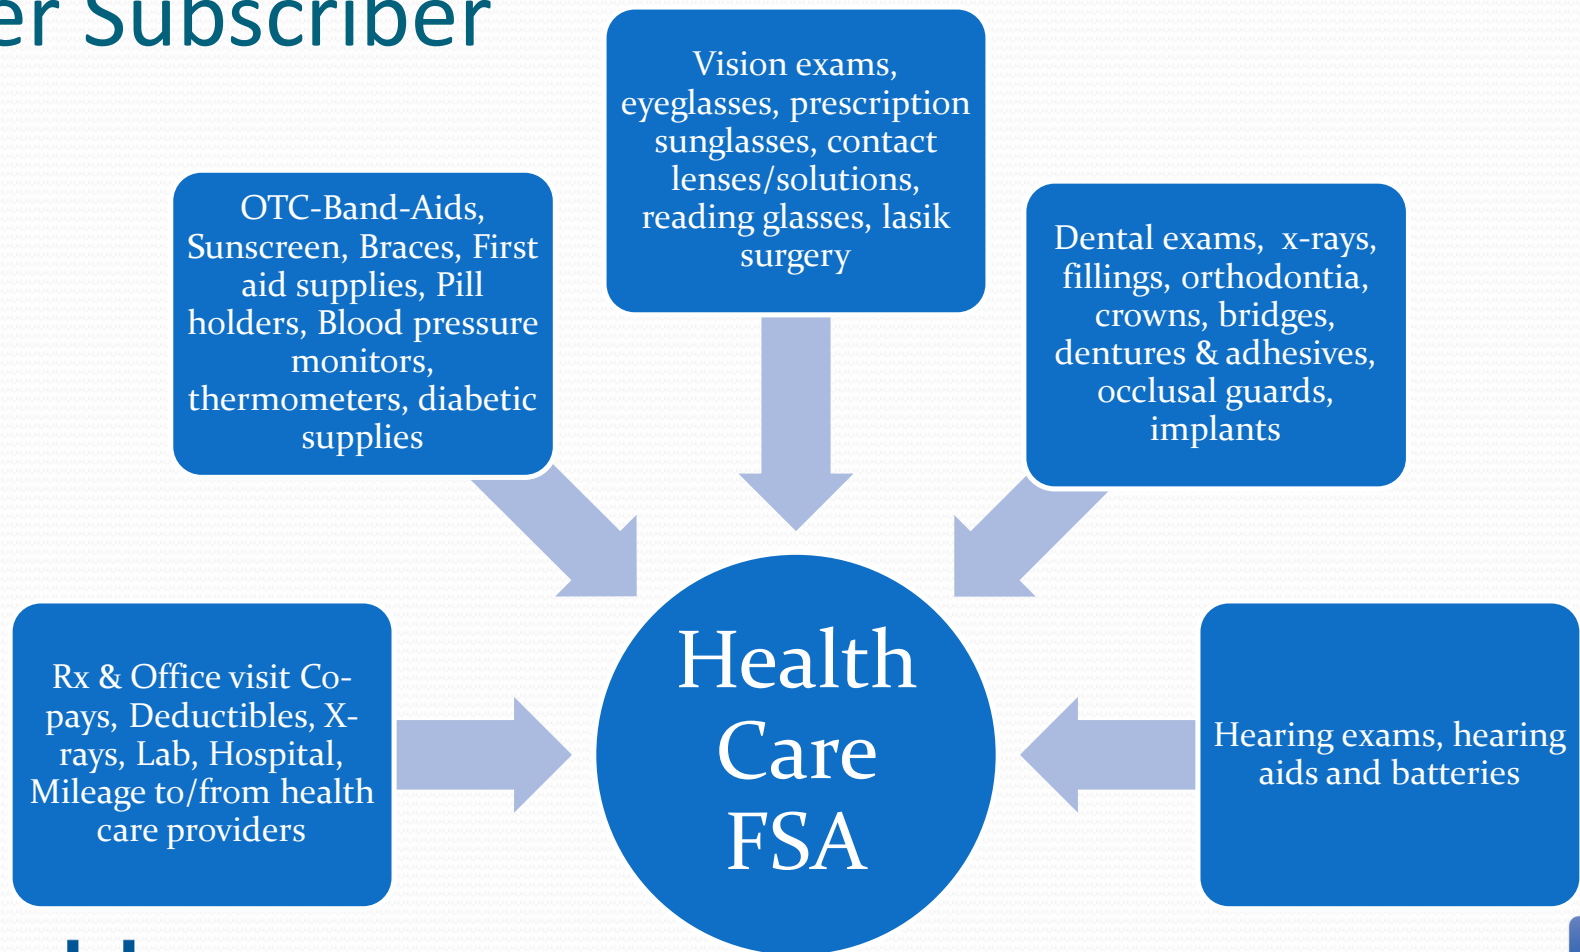 er Subscriber
Vision exams,
eyeglasses, prescription
sunglasses, contact
lenses/solutions,
reading glasses, lasik
surgery
OTC-Band-Aids,
Sunscreen, Braces, First
aid supplies, Pill
holders, Blood pressure
monitors,
thermometers, diabetic
supplies
Dental exams,  x-rays,
fillings, orthodontia,
crowns, bridges,
dentures & adhesives,
occlusal guards,
implants
Rx & Office visit Co-
pays, Deductibles, X-
rays, Lab, Hospital,
Mileage to/from health
care providers
Health
Care
FSA
Hearing exams, hearing
aids and batteries